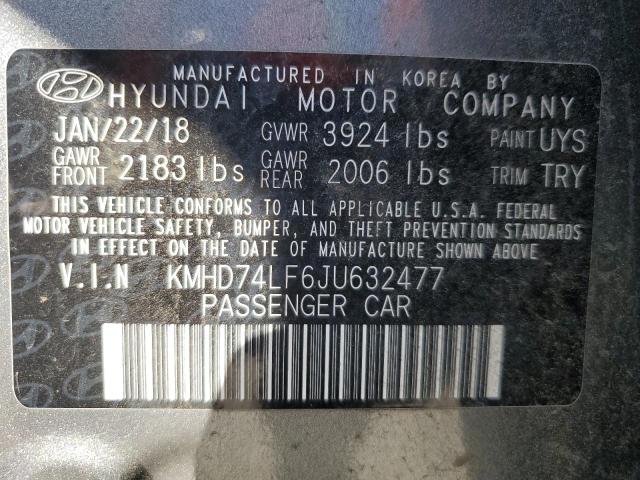 MANUFACTURED IN KOREA BY
HYUNDAI MOTOR COMPANY
JAN/22/18 GVWR 3924 lbs PAINT UYS
GAWR FRONT 2183 lbs GAWR REAR 2006 lbs TRIM TRY
THIS VEHICLE CONFORMS TO ALL APPLICABLE U.S.A. FEDERAL
MOTOR VEHICLE SAFETY, BUMPER, AND THEFT PREVENTION STANDARDS
IN EFFECT ON THE DATE OF MANUFACTURE SHOWN ABOVE.
V.I.N KMHD74LF6JU632477
PASSENGER CAR